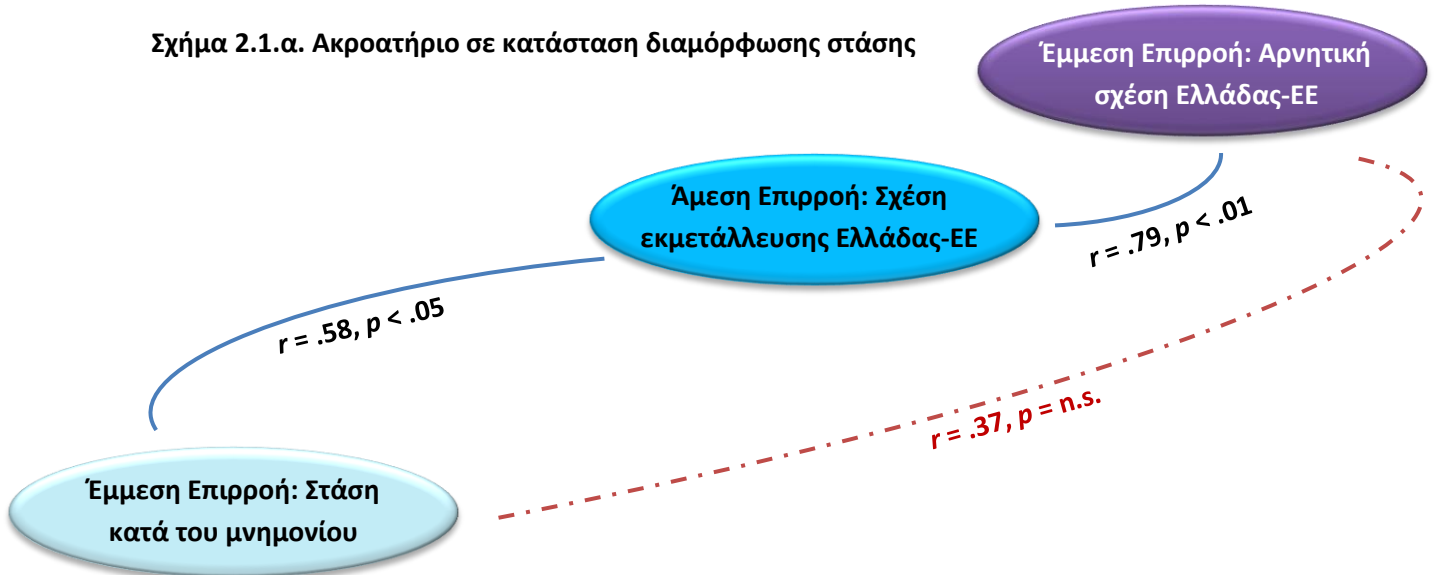 Σχήμα 2.1.α. Ακροατήριο σε κατάσταση διαμόρφωσης στάσης
Έμμεση Επιρροή: Αρνητική
σχέση Ελλάδας-ΕΕ
Άμεση Επιρροή: Σχέση
εκμετάλλευσης Ελλάδας-ΕΕ
r = .79, p < .01
r = .58, p < .05
r = .37, p = n.s.
Έμμεση Επιρροή: Στάση
κατά του μνημονίου